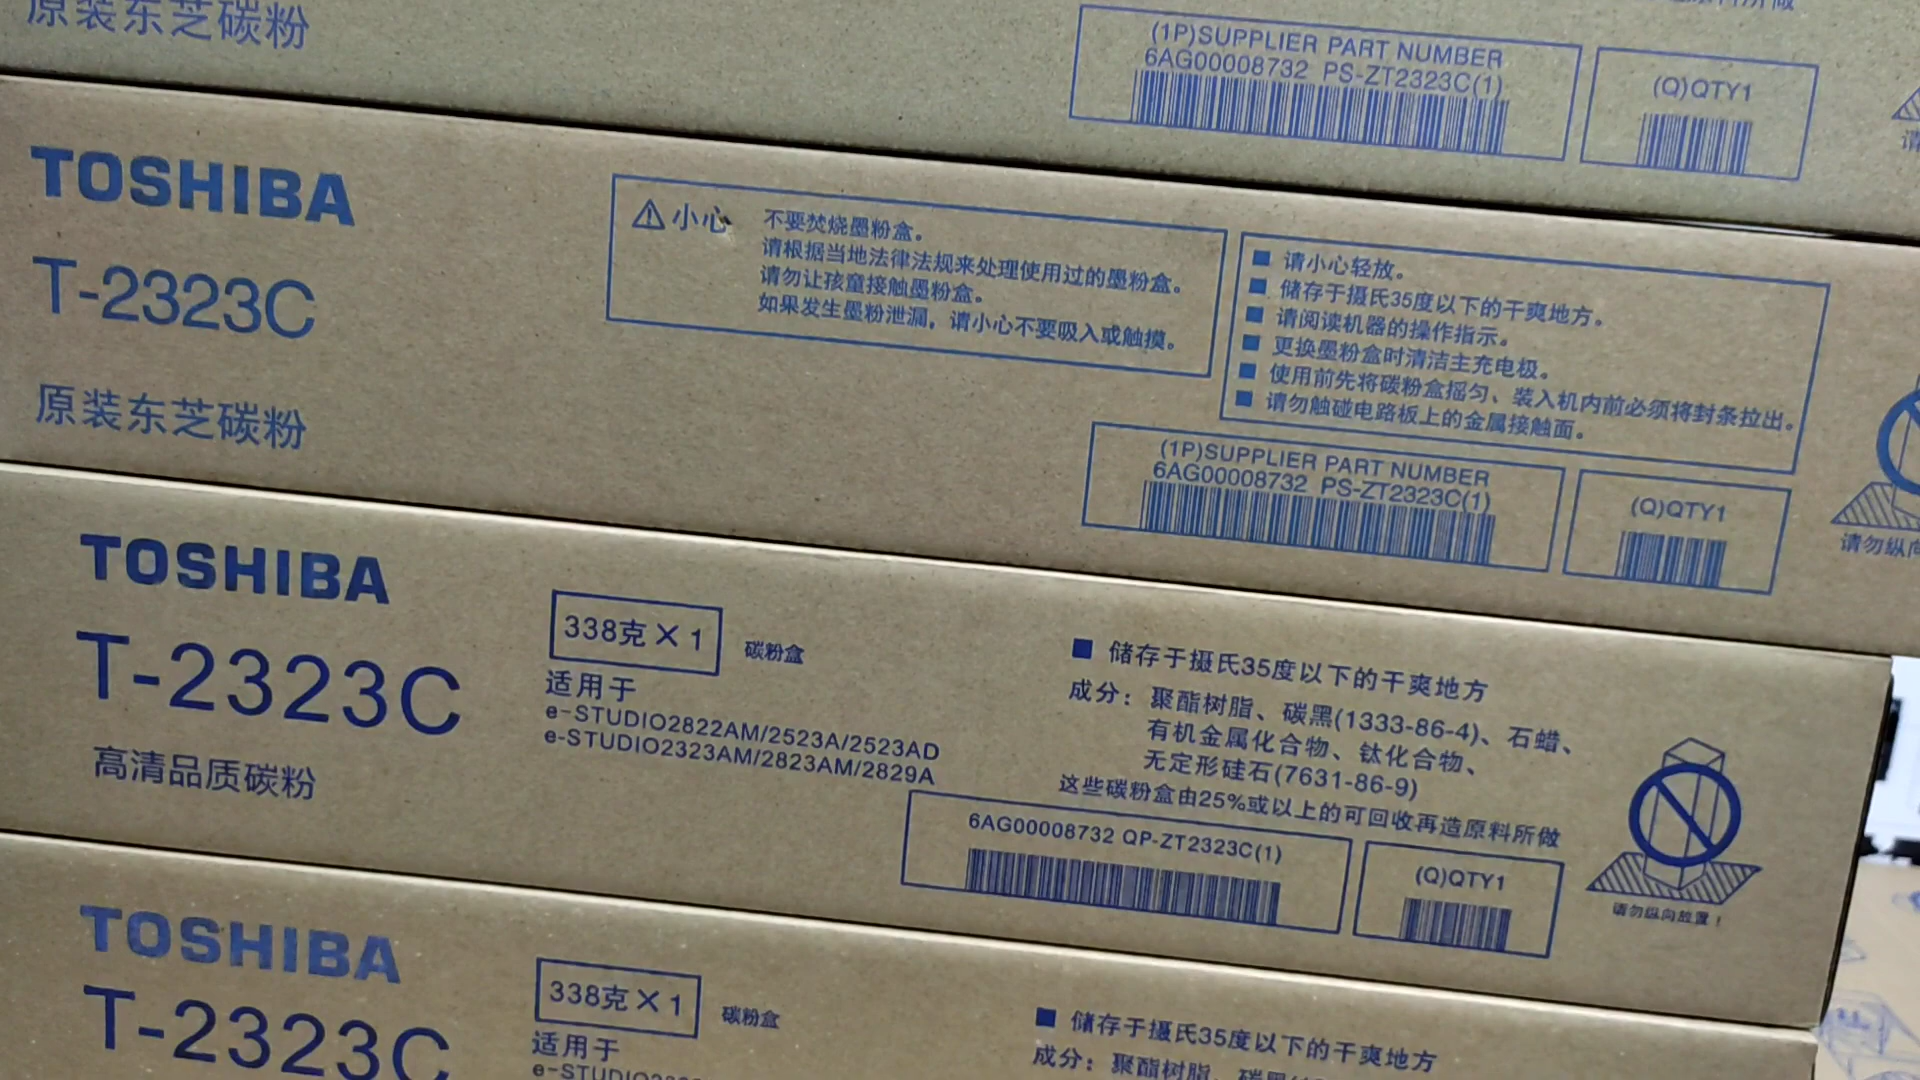 原装东芝碳粉
(1P)SUPPLIER PART NUMBER
6AG00008732 PS-ZT2323C(1)
(Q)QTY1
TOSHIBA
T-2323C
原装东芝碳粉
小心
不要焚烧墨粉盒。
请根据当地法律法规来处理使用过的墨粉盒。
请勿让孩童接触墨粉盒。
如果发生墨粉泄漏，请小心不要吸入或触摸。
■ 请小心轻放。
■ 储存于摄氏35度以下的干爽地方。
■ 请阅读机器的操作指示。
■ 更换墨粉盒时清洁主充电极。
■ 使用前先将碳粉盒摇匀、装入机内前必须将封条拉出。
■ 请勿触碰电路板上的金属接触面。
(1P)SUPPLIER PART NUMBER
6AG00008732 PS-ZT2323C(1)
(Q)QTY1
请勿纵向
TOSHIBA
T-2323C
高清品质碳粉
338克×1
碳粉盒
适用于
e-STUDIO2822AM/2523A/2523AD
e-STUDIO2323AM/2823AM/2829A
■ 储存于摄氏35度以下的干爽地方
成分：聚酯树脂、碳黑(1333-86-4)、石蜡、
有机金属化合物、钛化合物、
无定形硅石(7631-86-9)
这些碳粉盒由25%或以上的可回收再造原料所做
6AG00008732 QP-ZT2323C(1)
(Q)QTY1
请勿纵向放置！
TOSHIBA
T-2323C
338克×1
碳粉盒
适用于
■ 储存于摄氏35度以下的干爽地方
成分：聚酯树脂、碳黑